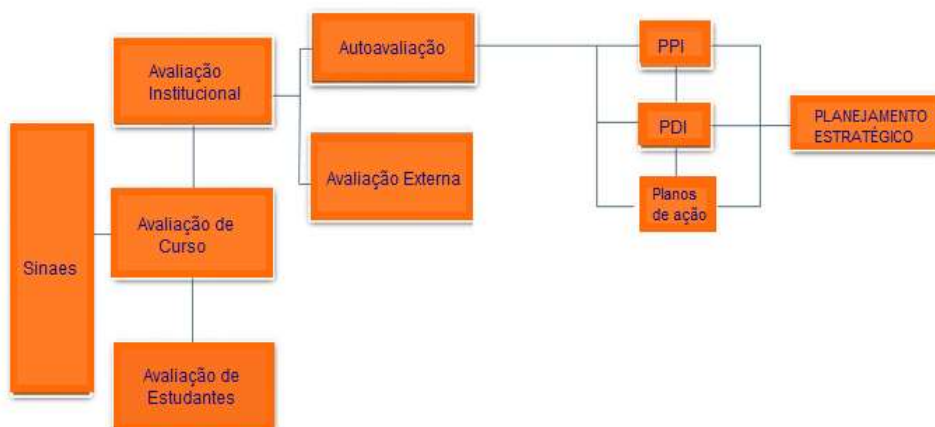 Sinaes
Avaliação
Institucional
Avaliação de
Curso
Avaliação de
Estudantes
Autoavaliação
Avaliação Externa
PPI
PDI
Planos
de ação
PLANEJAMENTO
ESTRATÉGICO